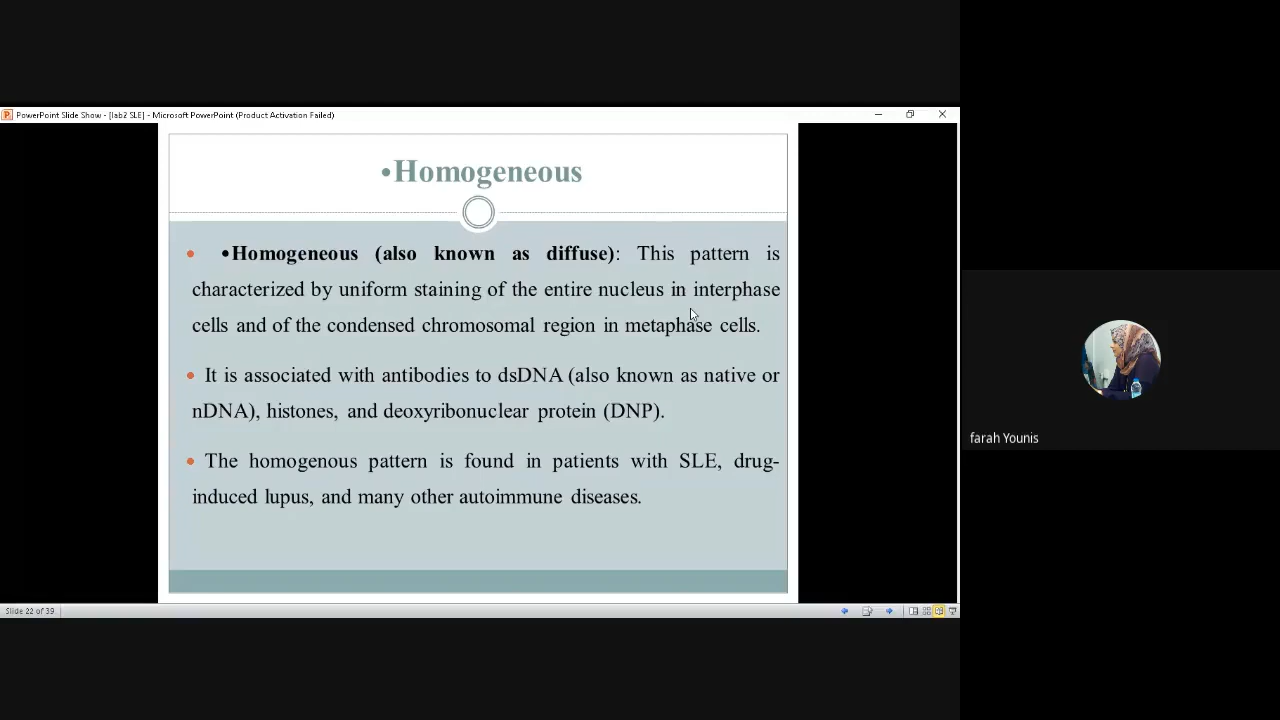 PowerPoint Slide Show - [lab2 SLE] - Microsoft PowerPoint (Product Activation Failed)
•Homogeneous
• •Homogeneous (also known as diffuse): This pattern is
characterized by uniform staining of the entire nucleus in interphase
cells and of the condensed chromosomal region in metaphase cells.
• It is associated with antibodies to dsDNA (also known as native or
nDNA), histones, and deoxyribonuclear protein (DNP).
• The homogenous pattern is found in patients with SLE, drug-
induced lupus, and many other autoimmune diseases.
farah Younis
Slide 22 of 39